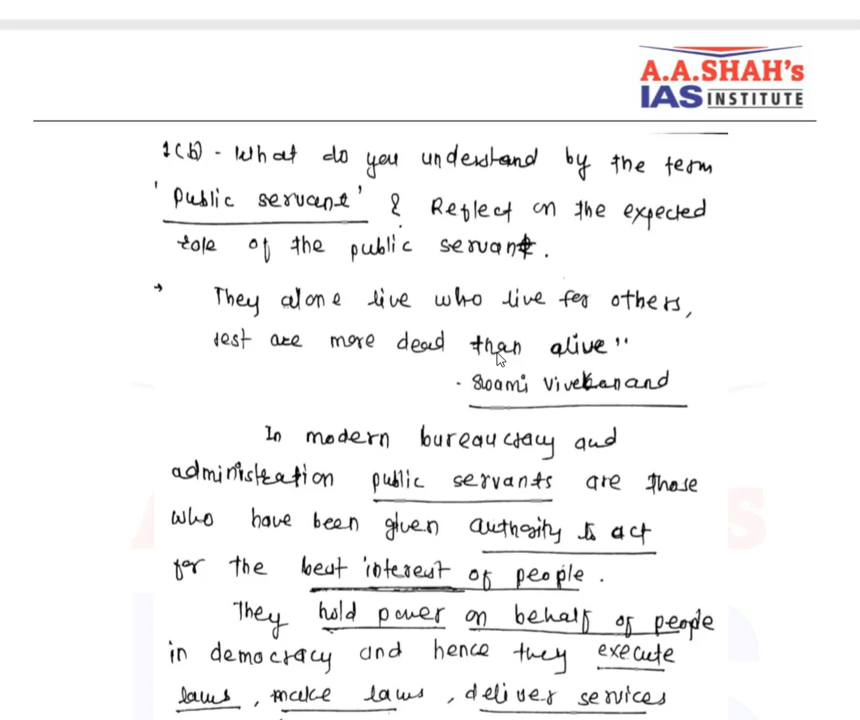 A.A.SHAH's
IAS INSTITUTE
1(b) - What do you understand by the term
'Public servant' & Reflect on the expected
role of the public servant.
→ They alone live who live for others,
rest are more dead than alive"
- Swami Vivekanand
In modern bureaucracy and
administration public servants are those
who have been given authority to act
for the best interest of people.
They hold power on behalf of people
in democracy and hence they execute
laws, make laws, deliver services